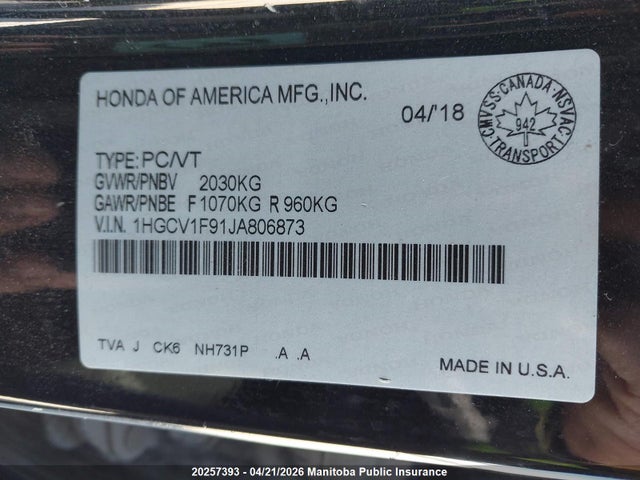 HONDA OF AMERICA MFG.,INC.
04/'18
CMVSS·CANADA·NSVAC
942
TRANSPORT
TYPE: PC/VT
GVWR/PNBV 2030KG
GAWR/PNBE F 1070KG R 960KG
V.I.N. 1HGCV1F91JA806873
TVA J CK6 NH731P .A .A
MADE IN U.S.A.
20257393 - 04/21/2026 Manitoba Public Insurance